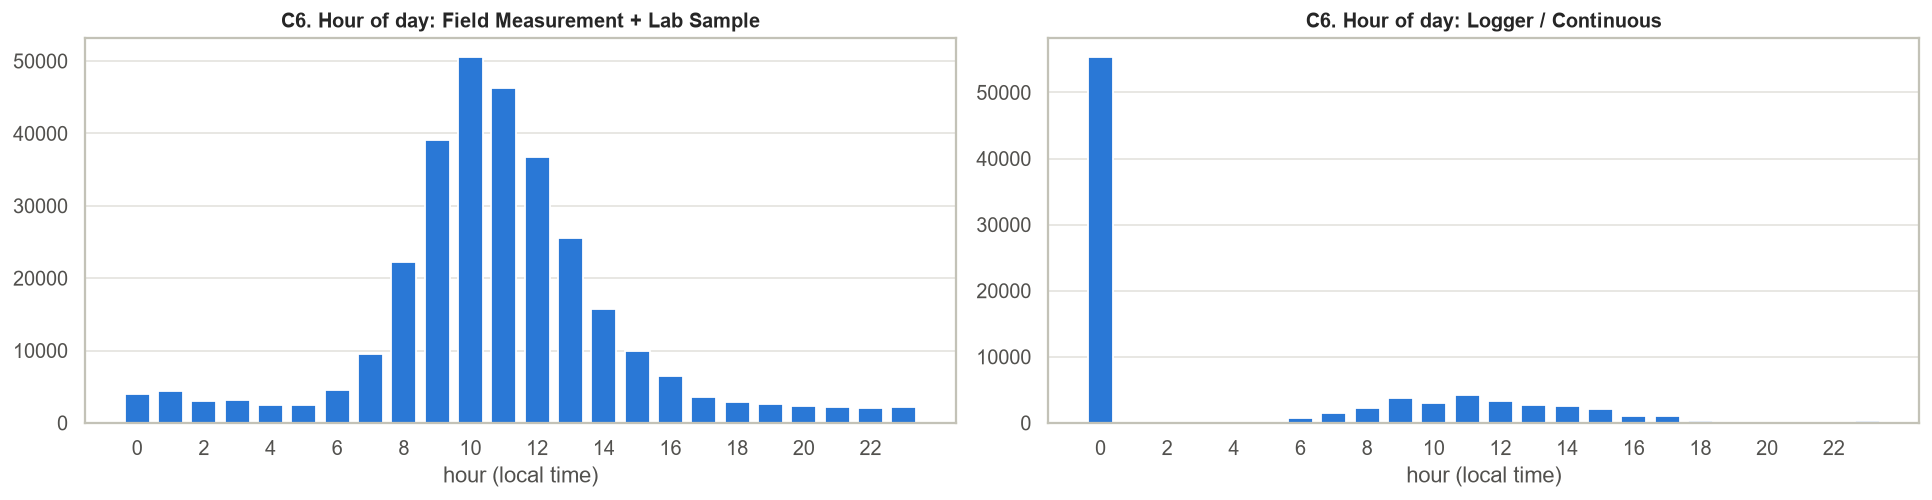 C6. Hour of day: Field Measurement + Lab Sample
50000
40000
30000
20000
10000
0
0 2 4 6 8 10 12 14 16 18 20 22
hour (local time)
C6. Hour of day: Logger / Continuous
50000
40000
30000
20000
10000
0
0 2 4 6 8 10 12 14 16 18 20 22
hour (local time)